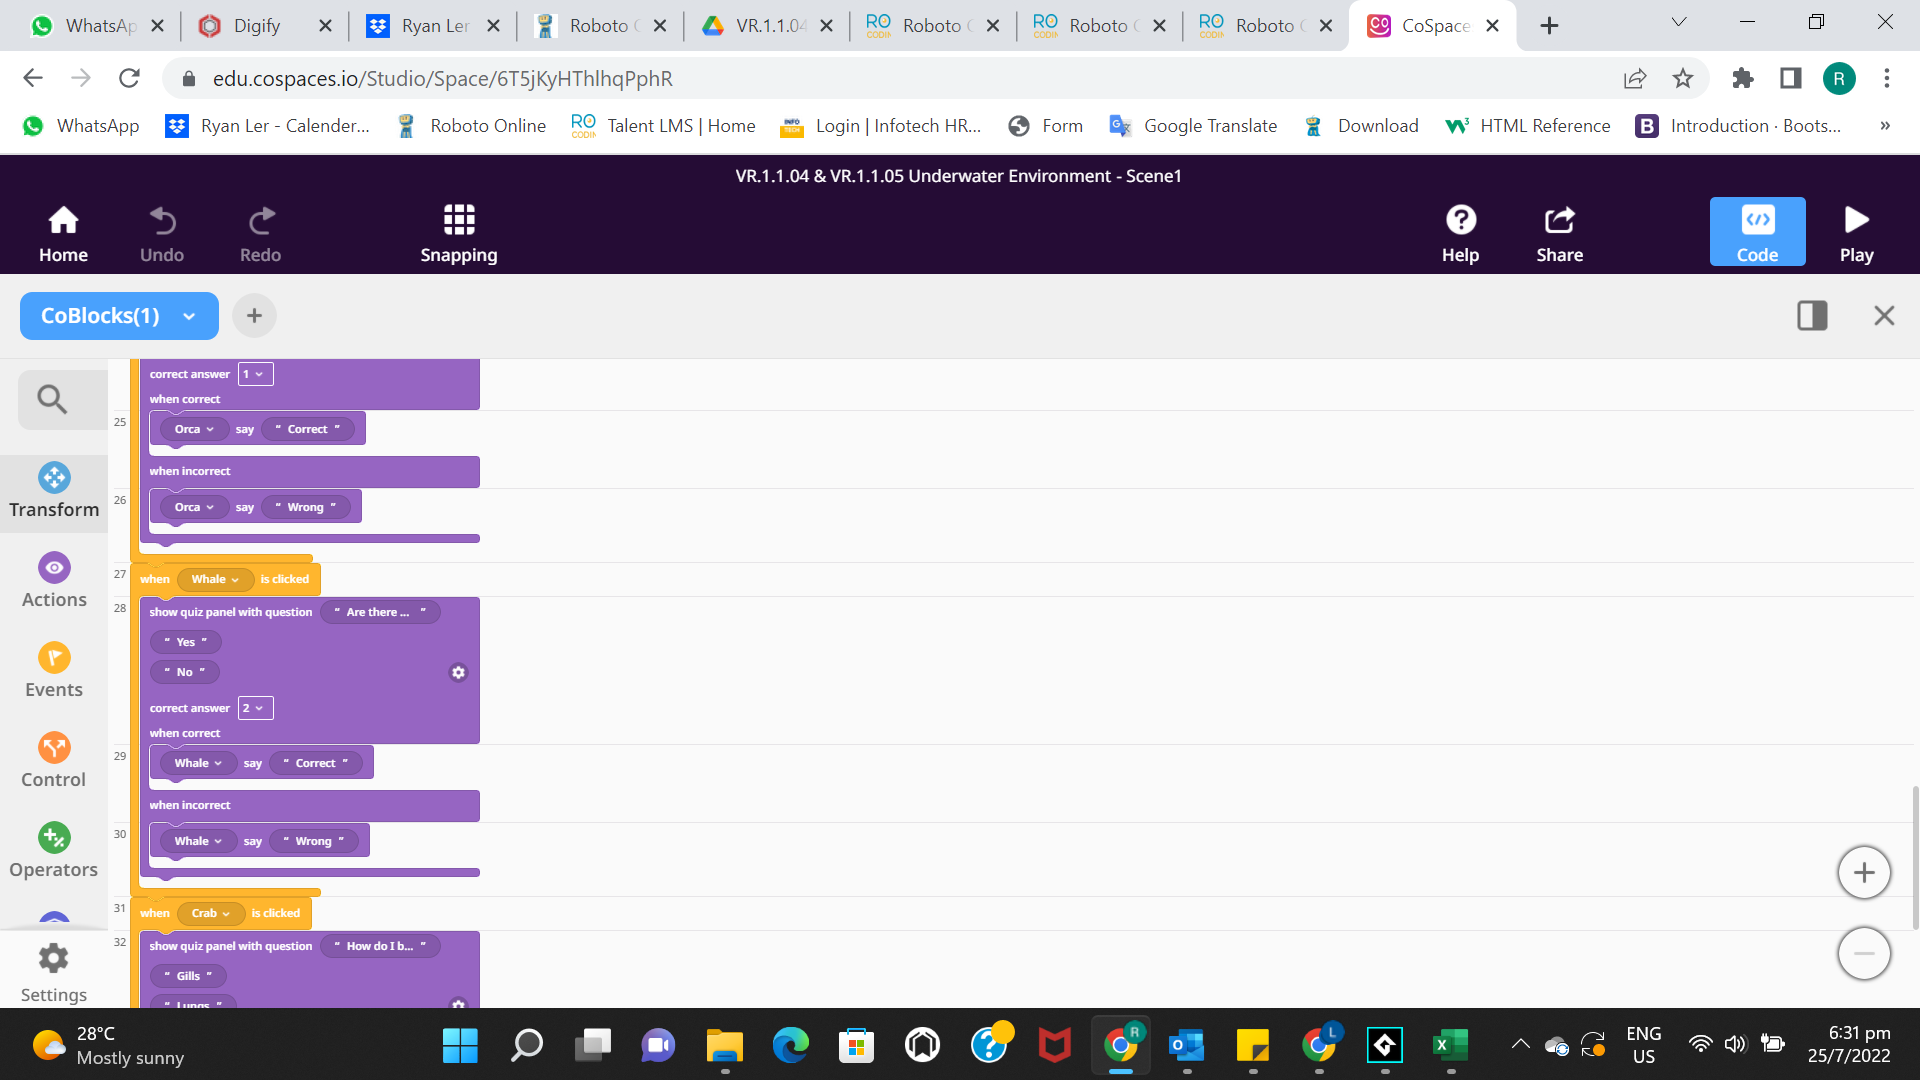 WhatsAp
Digify
Ryan Ler
Roboto
VR.1.1.04
Roboto
Roboto
Roboto
CoSpace
edu.cospaces.io/Studio/Space/6T5jKyHThlhqPphR
R
WhatsApp
Ryan Ler - Calender...
Roboto Online
Talent LMS | Home
Login | Infotech HR...
Form
Google Translate
Download
HTML Reference
Introduction · Boots...
»
VR.1.1.04 & VR.1.1.05 Underwater Environment - Scene1
Home
Undo
Redo
Snapping
Help
Share
Code
Play
CoBlocks(1)
Transform
Actions
Events
Control
Operators
Settings
correct answer 1
when correct
25 Orca say “ Correct ”
when incorrect
26 Orca say “ Wrong ”
27 when Whale is clicked
28 show quiz panel with question “ Are there ... ”
“ Yes ”
“ No ”
correct answer 2
when correct
29 Whale say “ Correct ”
when incorrect
30 Whale say “ Wrong ”
31 when Crab is clicked
32 show quiz panel with question “ How do I b... ”
“ Gills ”
“ Lungs ”
28°C
Mostly sunny
R
L
ENG
US
6:31 pm
25/7/2022